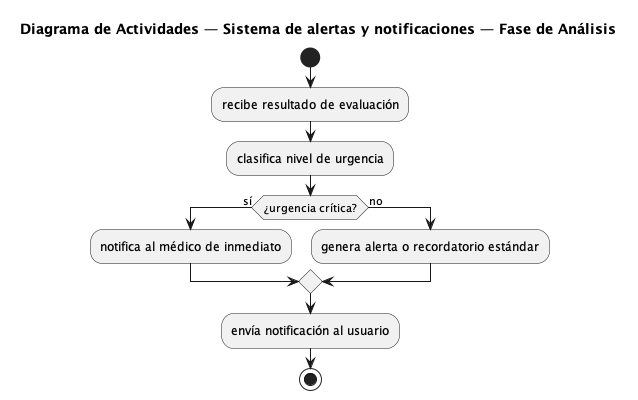 Diagrama de Actividades — Sistema de alertas y notificaciones — Fase de Análisis
recibe resultado de evaluación
clasifica nivel de urgencia
sí
¿urgencia crítica?
no
notifica al médico de inmediato
genera alerta o recordatorio estándar
envía notificación al usuario